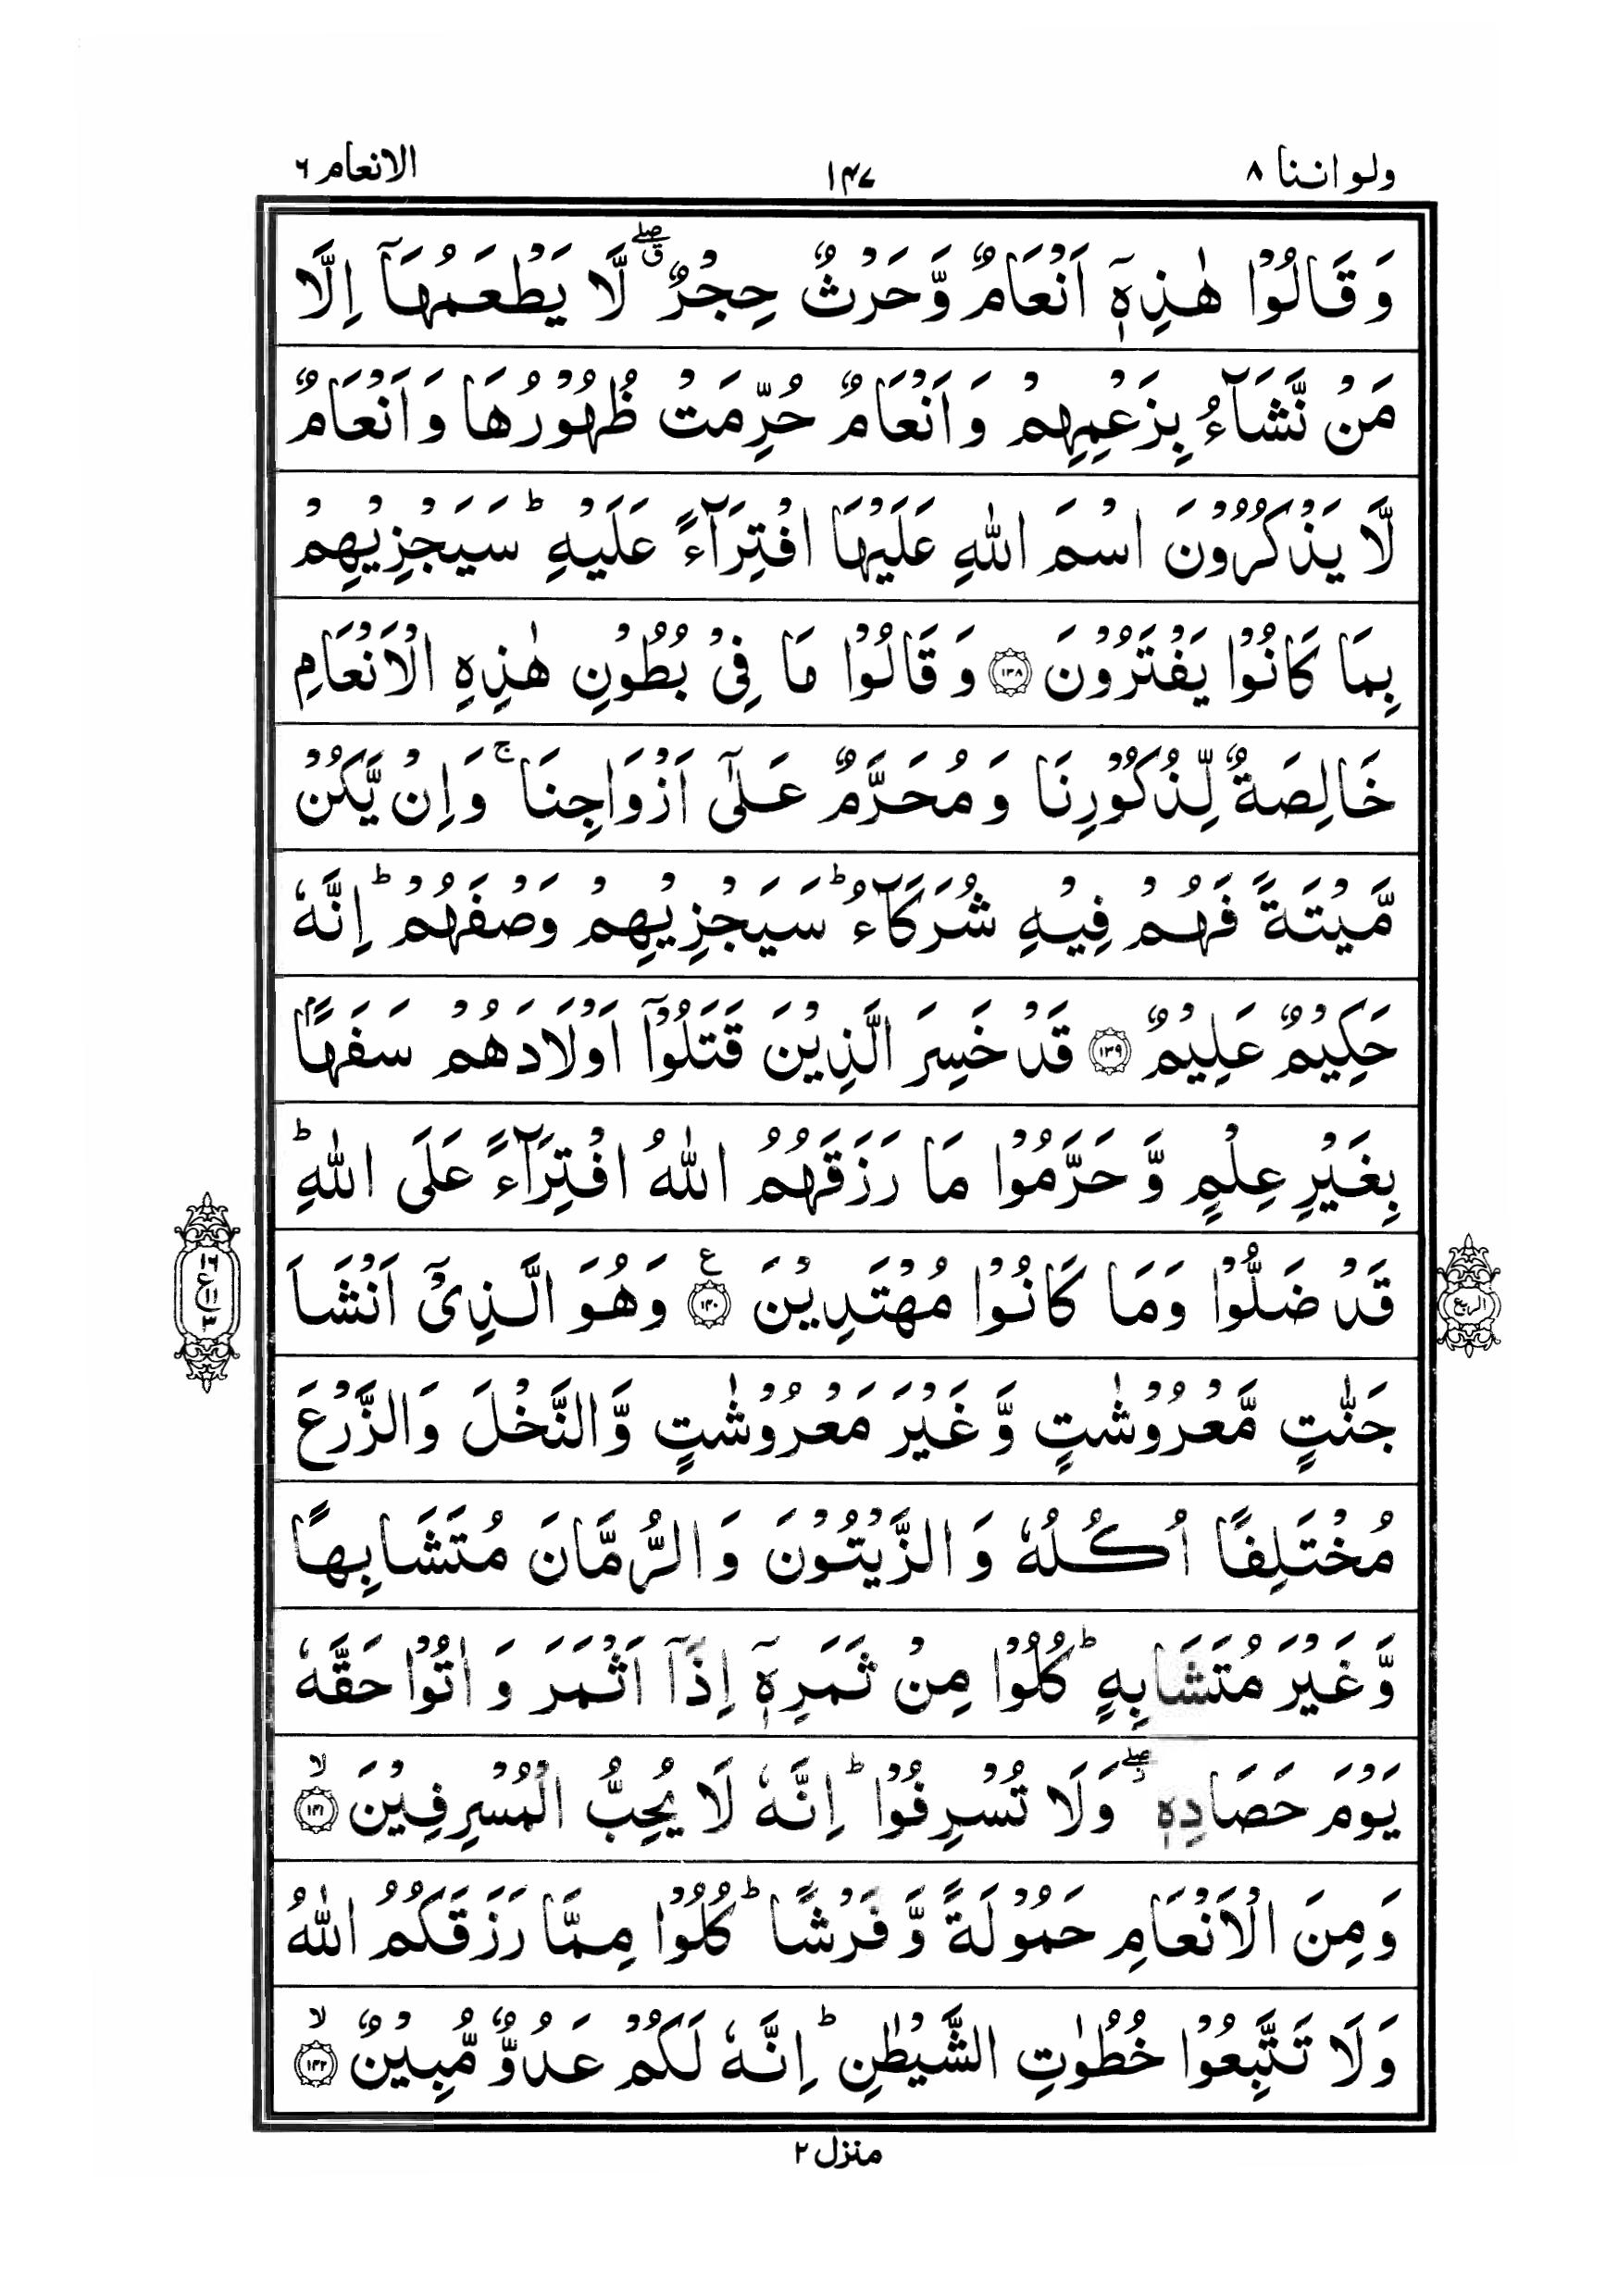 ولو اننا ٨
١٤٧
الانعام ٦
وَقَالُوْا هٰذِهٖۤ اَنْعَامٌ وَّحَرْثٌ حِجْرٌ ۖۗ لَّا يَطْعَمُهَاۤ اِلَّا
مَنْ نَّشَآءُ بِزَعْمِهِمْ وَاَنْعَامٌ حُرِّمَتْ ظُهُوْرُهَا وَاَنْعَامٌ
لَّا يَذْكُرُوْنَ اسْمَ اللّٰهِ عَلَيْهَا افْتِرَآءً عَلَيْهِ ؕ سَيَجْزِيْهِمْ
بِمَا كَانُوْا يَفْتَرُوْنَ ۝١٣٨ وَقَالُوْا مَا فِيْ بُطُوْنِ هٰذِهِ الْاَنْعَامِ
خَالِصَةٌ لِّذُكُوْرِنَا وَمُحَرَّمٌ عَلٰٓى اَزْوَاجِنَا ۚ وَاِنْ يَّكُنْ
مَّيْتَةً فَهُمْ فِيْهِ شُرَكَآءُ ؕ سَيَجْزِيْهِمْ وَصْفَهُمْ ؕ اِنَّهٗ
حَكِيْمٌ عَلِيْمٌ ۝١٣٩ قَدْ خَسِرَ الَّذِيْنَ قَتَلُوْۤا اَوْلَادَهُمْ سَفَهًۢا
بِغَيْرِ عِلْمٍ وَّحَرَّمُوْا مَا رَزَقَهُمُ اللّٰهُ افْتِرَآءً عَلَى اللّٰهِ ؕ
قَدْ ضَلُّوْا وَمَا كَانُوْا مُهْتَدِيْنَ ۝١٤٠ ع وَهُوَ الَّذِيْۤ اَنْشَاَ
جَنّٰتٍ مَّعْرُوْشٰتٍ وَّغَيْرَ مَعْرُوْشٰتٍ وَّالنَّخْلَ وَالزَّرْعَ
مُخْتَلِفًا اُكُلُهٗ وَالزَّيْتُوْنَ وَالرُّمَّانَ مُتَشَابِهًا
وَّغَيْرَ مُتَشَابِهٍ ؕ كُلُوْا مِنْ ثَمَرِهٖۤ اِذَاۤ اَثْمَرَ وَاٰتُوْا حَقَّهٗ
يَوْمَ حَصَادِهٖ ۖ وَلَا تُسْرِفُوْا ؕ اِنَّهٗ لَا يُحِبُّ الْمُسْرِفِيْنَ ۙ۝١٤١
وَمِنَ الْاَنْعَامِ حَمُوْلَةً وَّفَرْشًا ؕ كُلُوْا مِمَّا رَزَقَكُمُ اللّٰهُ
وَلَا تَتَّبِعُوْا خُطُوٰتِ الشَّيْطٰنِ ؕ اِنَّهٗ لَكُمْ عَدُوٌّ مُّبِيْنٌ ۙ۝١٤٢
الربع
منزل ٢